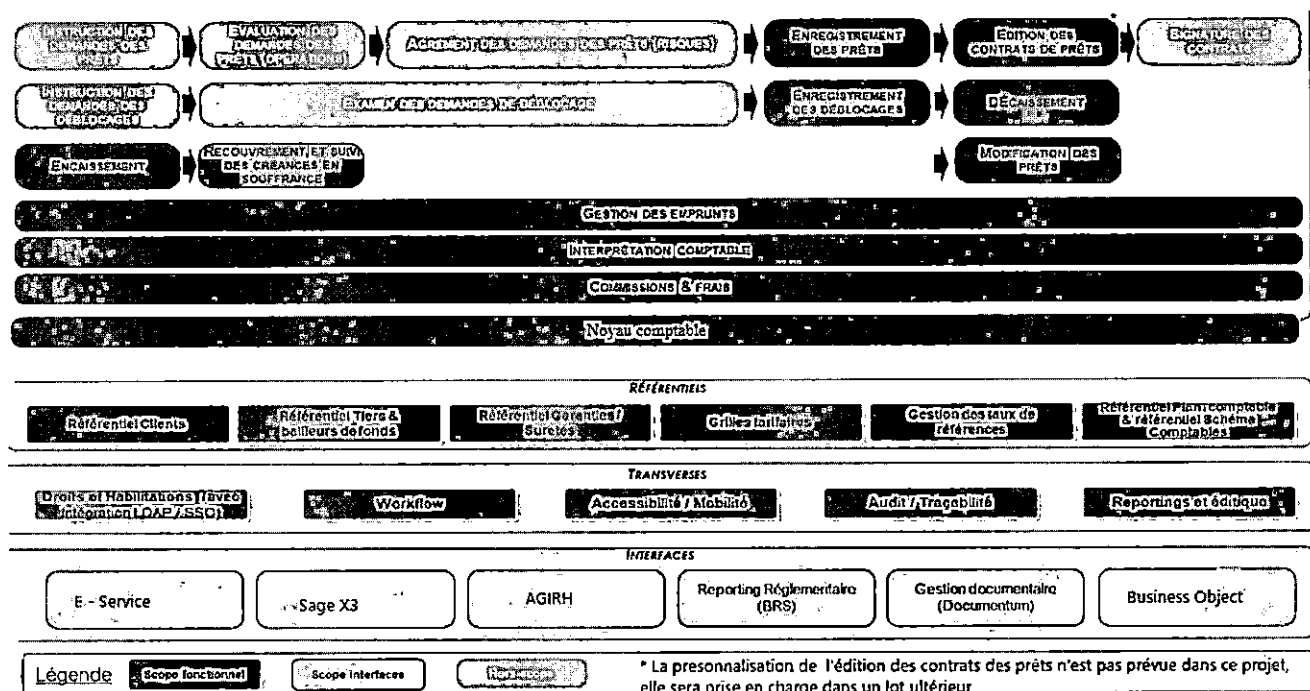 INSTRUCTION DES
DEMANDES DES
PRÊTS
EVALUATION DES
DEMANDES DES
PRÊTS (OPÉRATIONS)
AGRÉMENT DES DEMANDES DES PRÊTS (RISQUES)
ENREGISTREMENT
DES PRÊTS
EDITION DES
CONTRATS DE PRÊTS
*
SIGNATURE DES
CONTRATS
INSTRUCTION DES
DEMANDES DES
DÉBLOCAGES
EXAMEN DES DEMANDES DE DÉBLOCAGE
ENREGISTREMENT
DES DÉBLOCAGES
DÉCAISSEMENT
ENCAISSEMENT
RECOUVREMENT ET SUIVI
DES CRÉANCES EN
SOUFFRANCE
MODIFICATION DES
PRÊTS
GESTION DES EMPRUNTS
INTERPRÉTATION COMPTABLE
COMMISSIONS & FRAIS
Noyau comptable
RÉFÉRENTIELS
Référentiel Clients
Référentiel Tiers &
bailleurs de fonds
Référentiel Garanties /
Suretés
Grilles tarifaires
Gestion des taux de
références
Référentiel Plan comptable
& référentiel Schéma
Comptables
TRANSVERSES
Droits et Habilitations (avec
intégration LDAP / SSO)
Workflow
Accessibilité / Mobilité
Audit / Traçabilité
Reportings et éditique
INTERFACES
E - Service
Sage X3
AGIRH
Reporting Réglementaire
(BRS)
Gestion documentaire
(Documentum)
Business Object
Légende
Scope fonctionnel
Scope Interfaces
* La presonnalisation de l'édition des contrats des prêts n'est pas prévue dans ce projet,
elle sera prise en charge dans un lot ultérieur